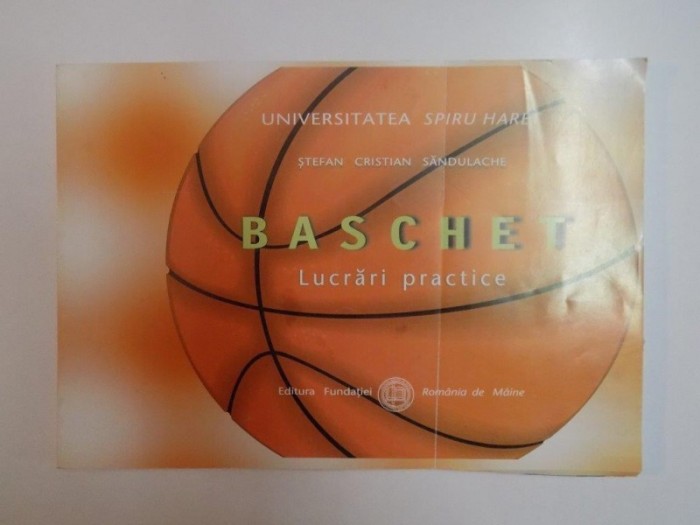 UNIVERSITATEA SPIRU HARET
ŞTEFAN CRISTIAN SĂNDULACHE
BASCHET
Lucrări practice
Editura Fundaţiei România de Mâine